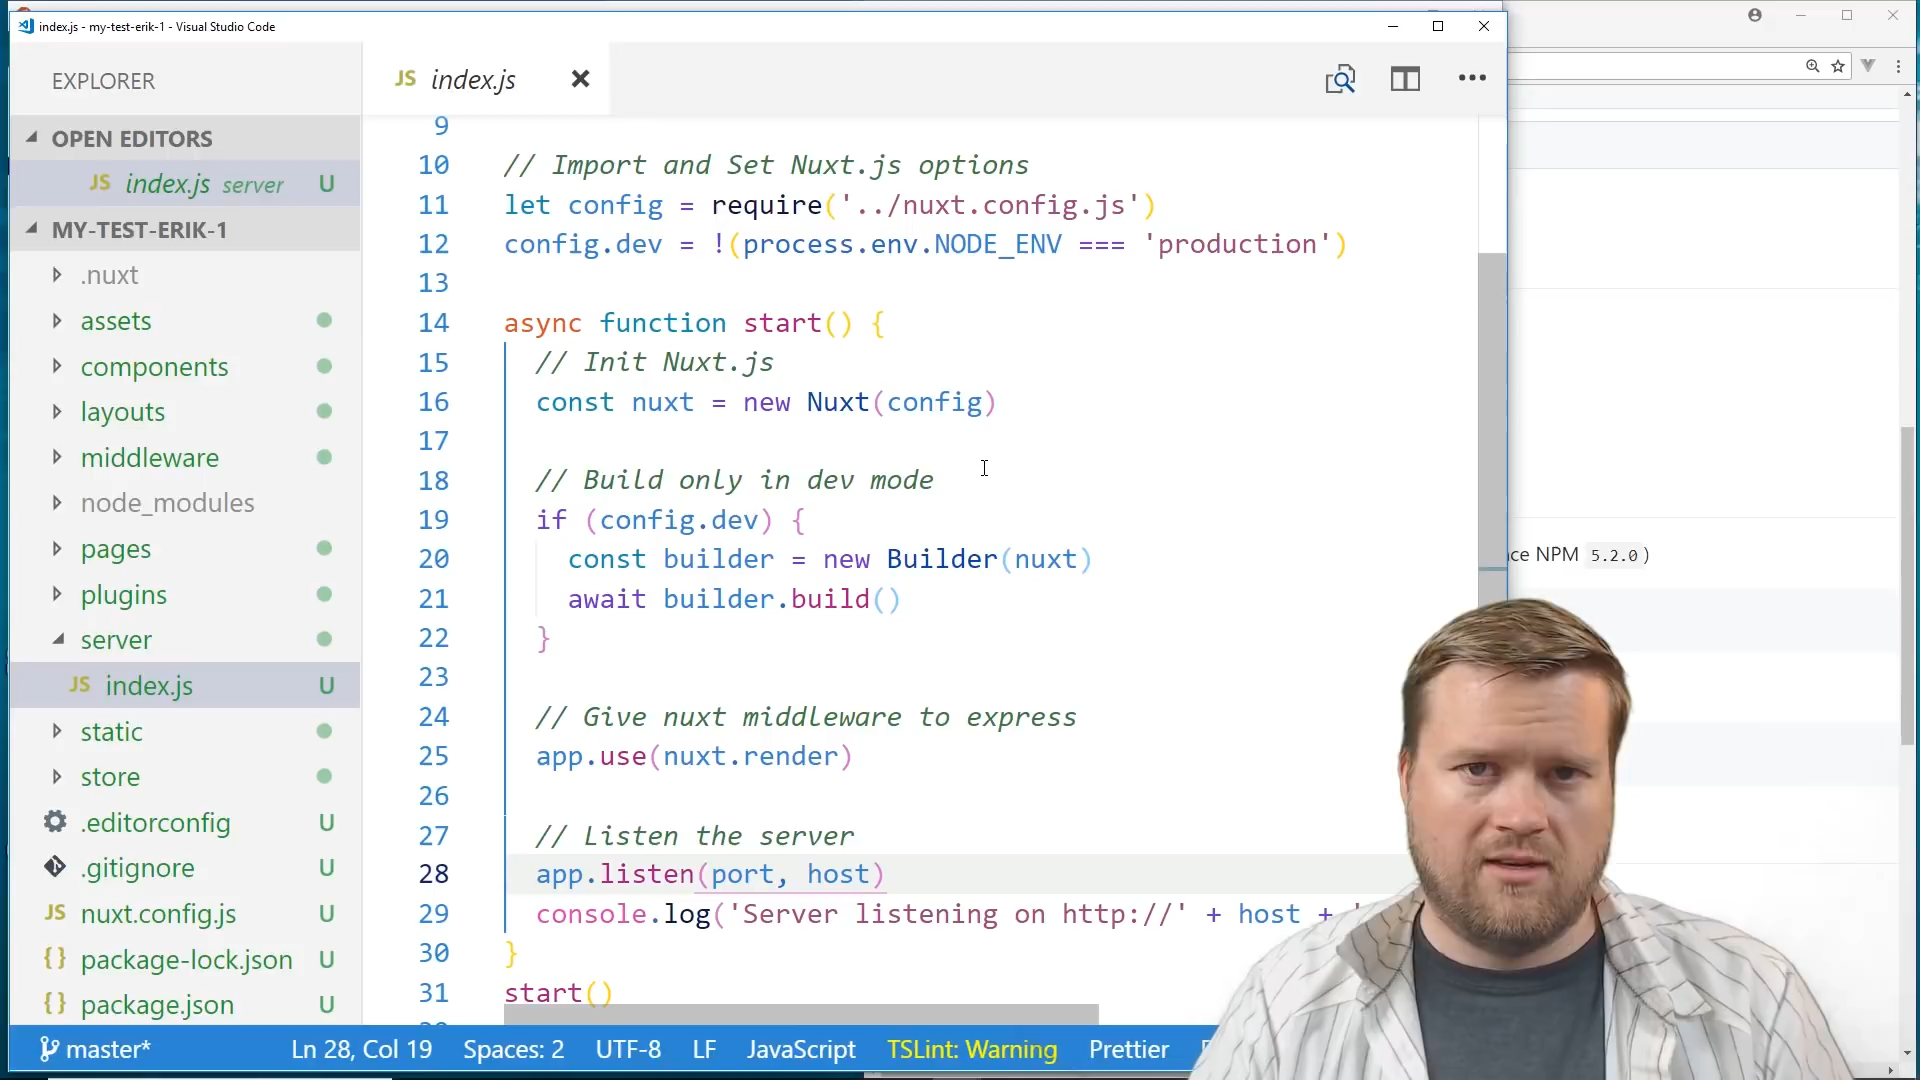 index.js - my-test-erik-1 - Visual Studio Code
EXPLORER
JS index.js
OPEN EDITORS
JS index.js server U
MY-TEST-ERIK-1
.nuxt
assets
components
layouts
middleware
node_modules
pages
plugins
server
JS index.js U
static
store
.editorconfig U
.gitignore U
JS nuxt.config.js U
{} package-lock.json U
{} package.json U
9
10 // Import and Set Nuxt.js options
11 let config = require('../nuxt.config.js')
12 config.dev = !(process.env.NODE_ENV === 'production')
13
14 async function start() {
15 // Init Nuxt.js
16 const nuxt = new Nuxt(config)
17
18 // Build only in dev mode
19 if (config.dev) {
20 const builder = new Builder(nuxt)
21 await builder.build()
22 }
23
24 // Give nuxt middleware to express
25 app.use(nuxt.render)
26
27 // Listen the server
28 app.listen(port, host)
29 console.log('Server listening on http://' + host + '
30 }
31 start()
NPM 5.2.0 )
master* Ln 28, Col 19 Spaces: 2 UTF-8 LF JavaScript TSLint: Warning Prettier